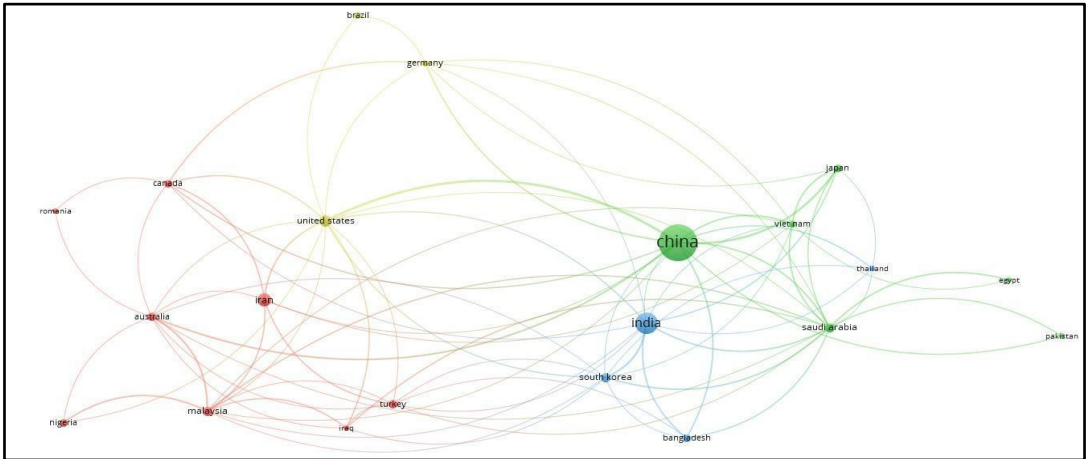 brazil
germany
japan
canada
romania
united states
viet nam
china
thailand
egypt
iran
australia
india
saudi arabia
pakistan
south korea
turkey
malaysia
nigeria
iraq
bangladesh